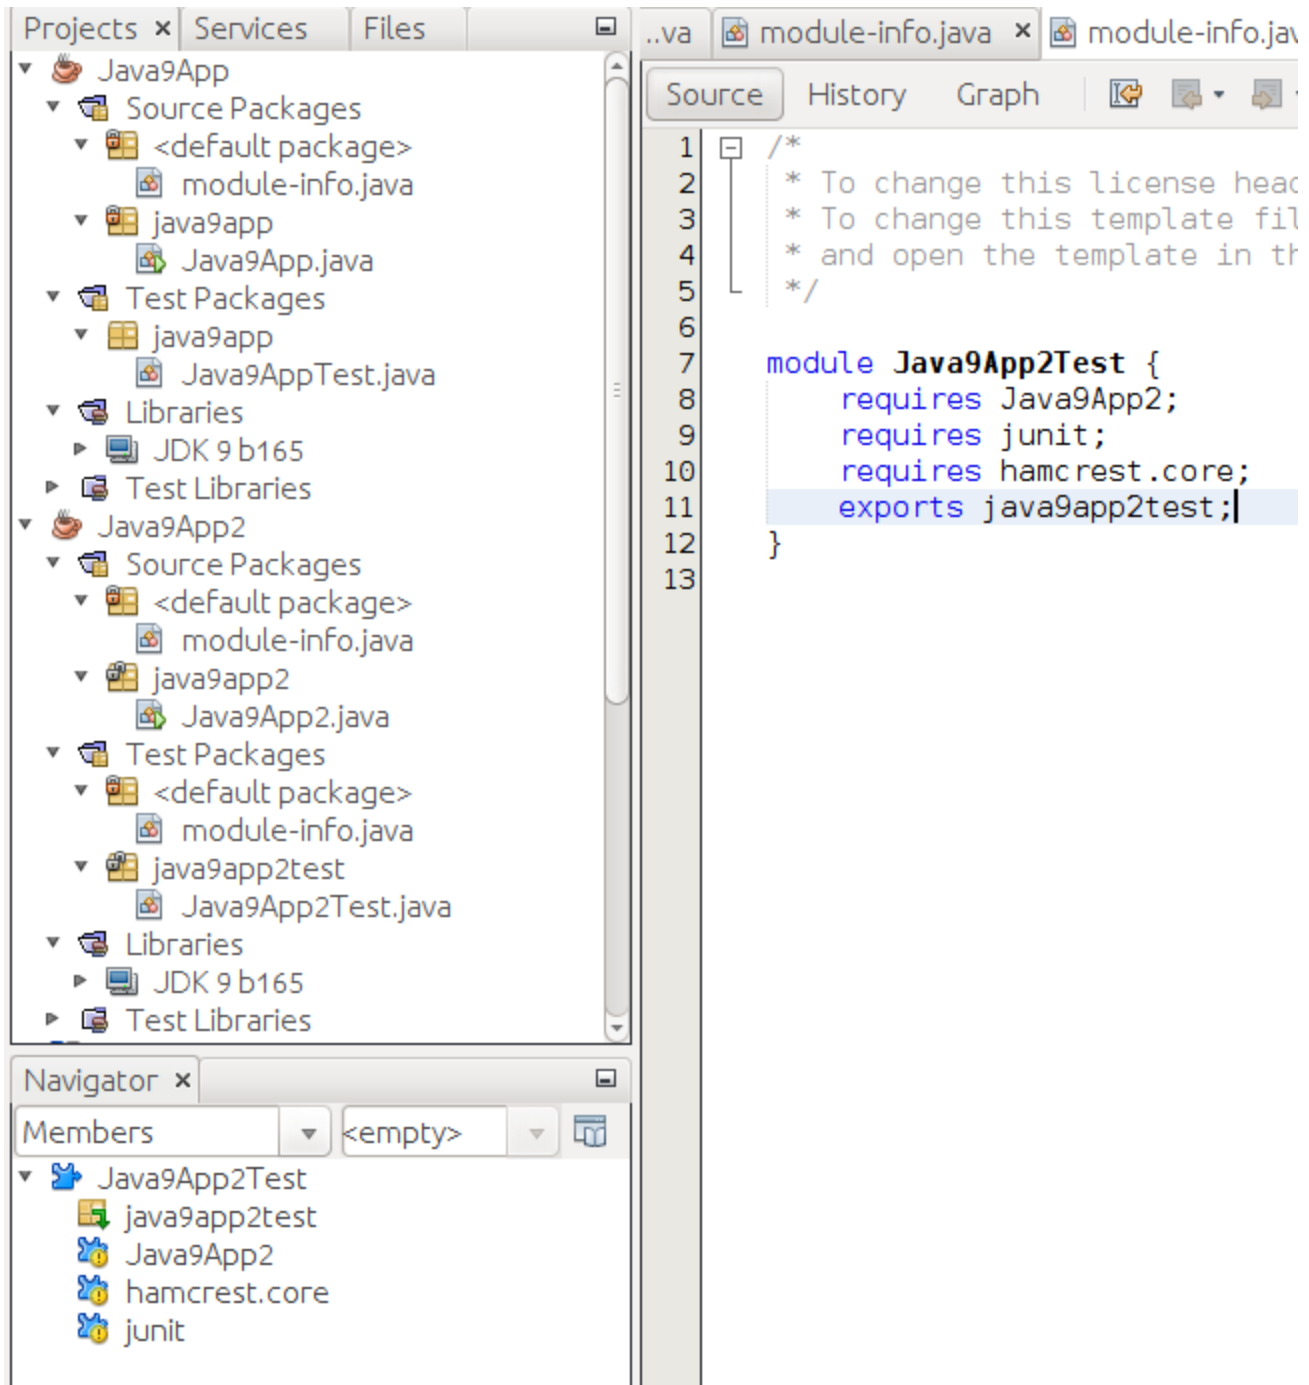 Projects Services Files
Java9App
Source Packages
<default package>
module-info.java
java9app
Java9App.java
Test Packages
java9app
Java9AppTest.java
Libraries
JDK 9 b165
Test Libraries
Java9App2
Source Packages
<default package>
module-info.java
java9app2
Java9App2.java
Test Packages
<default package>
module-info.java
java9app2test
Java9App2Test.java
Libraries
JDK 9 b165
Test Libraries
Navigator
Members <empty>
Java9App2Test
java9app2test
Java9App2
hamcrest.core
junit
..va module-info.java module-info.jav
Source History Graph
1 /*
2 * To change this license head
3 * To change this template fil
4 * and open the template in th
5 */
6
7 module Java9App2Test {
8 requires Java9App2;
9 requires junit;
10 requires hamcrest.core;
11 exports java9app2test;
12 }
13